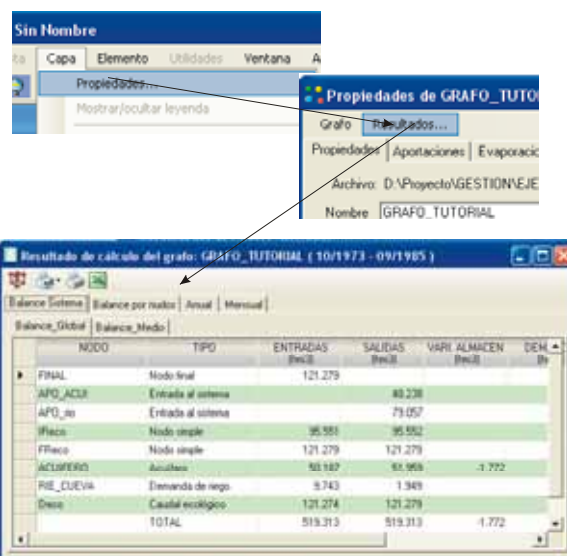 Sin Nombre
Capa Elemento Utilidades Ventana A
Propiedades...
Mostrar/ocultar leyenda
Propiedades de GRAFO_TUTO
Grafo Resultados...
Propiedades Aportaciones Evaporaci
Archivo: D:\Proyecto\GESTION\EJE
Nombre GRAFO_TUTORIAL
Resultado de cálculo del grafo: GRAFO_TUTORIAL ( 10/1973 - 09/1985 )
Balance Sistema Balance por nudos Anual Mensual
Balance_Global Balance_Medio
NODO TIPO ENTRADAS SALIDAS VARI. ALMACEN
FINAL Nodo final 121.279
APO_ACUI Entrada al sistema 40.238
APO_rio Entrada al sistema 79.057
Nodo simple 95.551 95.552
Nodo simple 121.279 121.279
ACUIFERO Acuifero 50.187 51.959 -1.772
RIE_CUEVA Demanda de riego 9.743 1.949
Caudal ecológico 121.274 121.279
TOTAL 519.313 519.313 -1.772